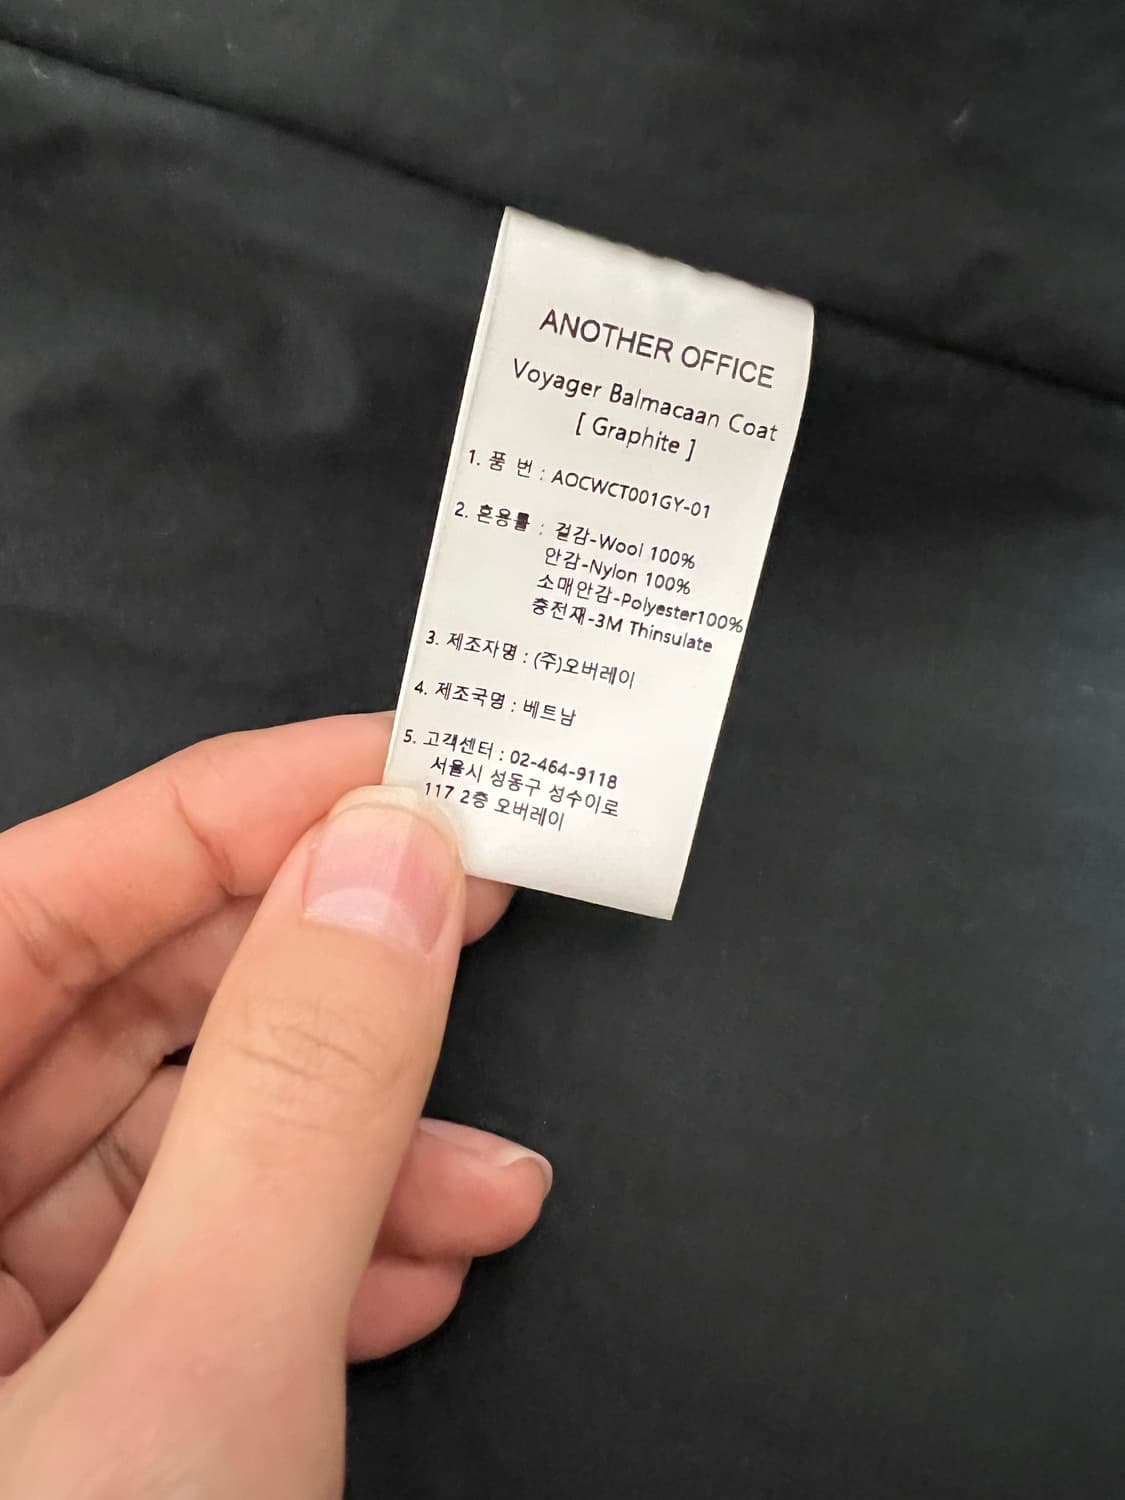 ANOTHER OFFICE
Voyager Balmacaan Coat
[ Graphite ]
1. 품 번 : AOCWCT001GY-01
2. 혼용률 : 겉감-Wool 100%
안감-Nylon 100%
소매안감-Polyester100%
충전재-3M Thinsulate
3. 제조자명 : (주)오버레이
4. 제조국명 : 베트남
5. 고객센터 : 02-464-9118
서울시 성동구 성수이로
117 2층 오버레이